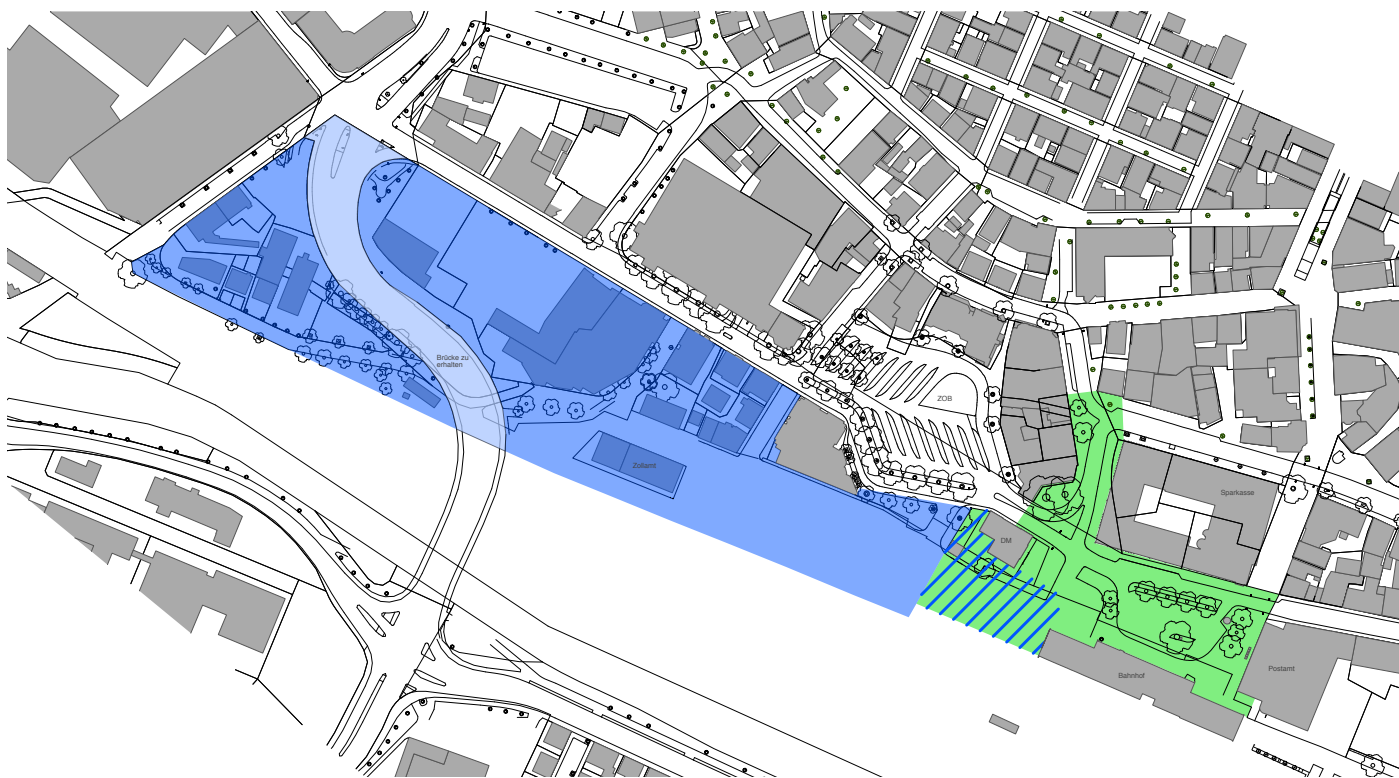 Brücke zu
erhalten
ZOB
Zollamt
Sparkasse
DM
Postamt
Bahnhof